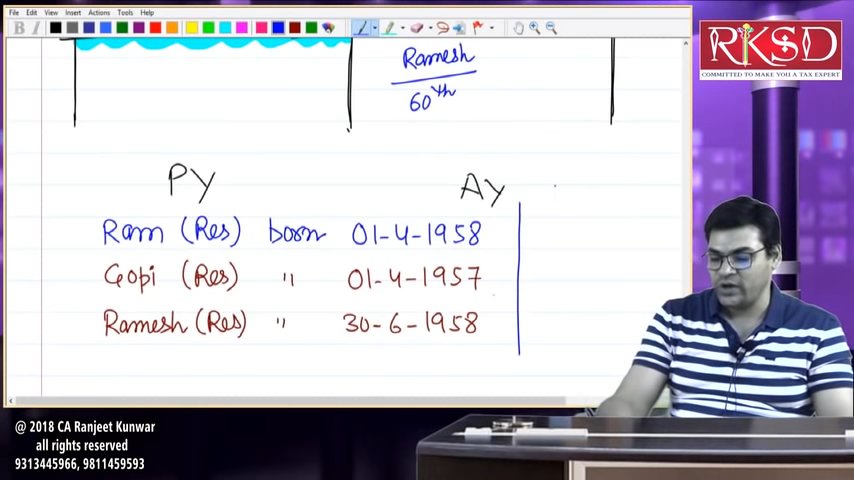 File Edit View Insert Actions Tools Help
B I
RKSD
COMMITTED TO MAKE YOU A TAX EXPERT
Ramesh
60th
PY AY
Ram (Res) born 01-4-1958
Gopi (Res) " 01-4-1957
Ramesh (Res) " 30-6-1958
@ 2018 CA Ranjeet Kunwar
all rights reserved
9313445966, 9811459593